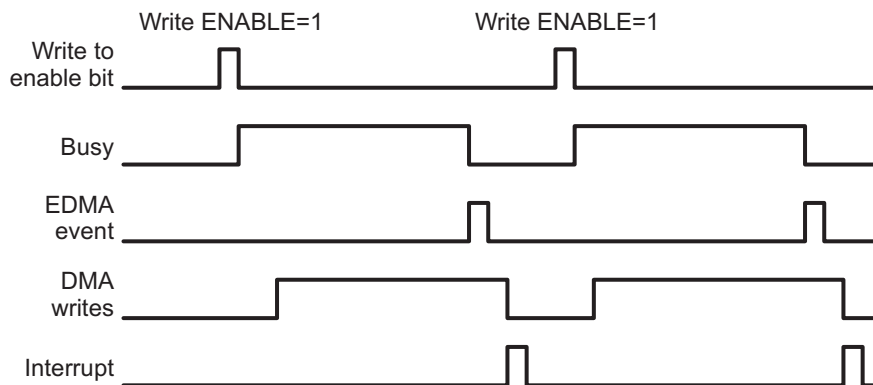 Write ENABLE=1 Write ENABLE=1
Write to
enable bit
Busy
EDMA
event
DMA
writes
Interrupt